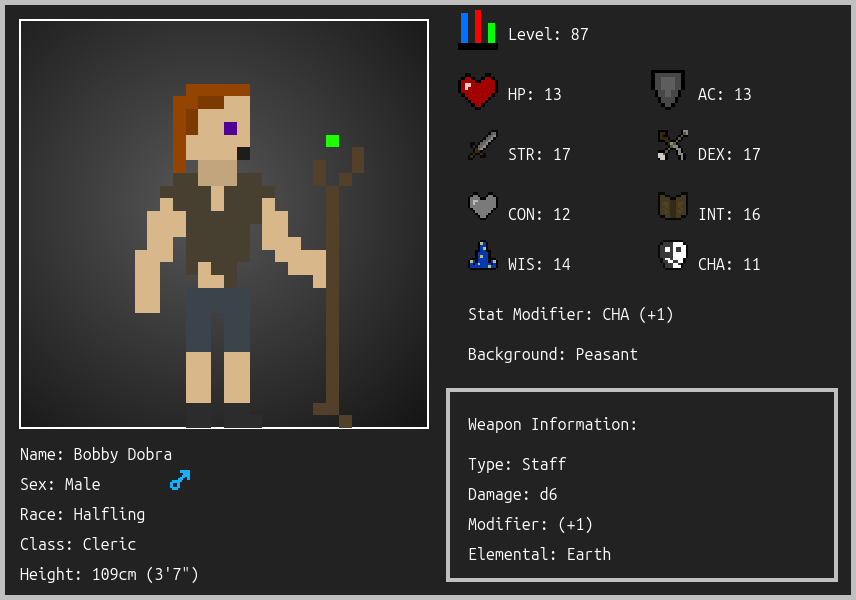 Level: 87
HP: 13
AC: 13
STR: 17
DEX: 17
CON: 12
INT: 16
WIS: 14
CHA: 11
Stat Modifier: CHA (+1)
Background: Peasant
Weapon Information:
Type: Staff
Damage: d6
Modifier: (+1)
Elemental: Earth
Name: Bobby Dobra
Sex: Male
Race: Halfling
Class: Cleric
Height: 109cm (3'7")